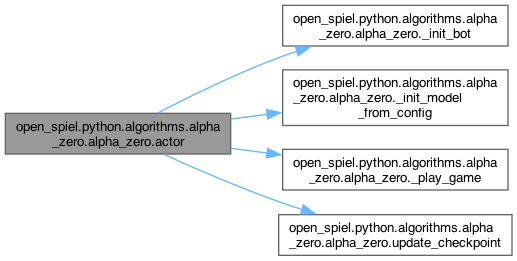 open_spiel.python.algorithms.alpha
_zero.alpha_zero.actor
open_spiel.python.algorithms.alpha
_zero.alpha_zero._init_bot
open_spiel.python.algorithms.alpha
_zero.alpha_zero._init_model
_from_config
open_spiel.python.algorithms.alpha
_zero.alpha_zero._play_game
open_spiel.python.algorithms.alpha
_zero.alpha_zero.update_checkpoint